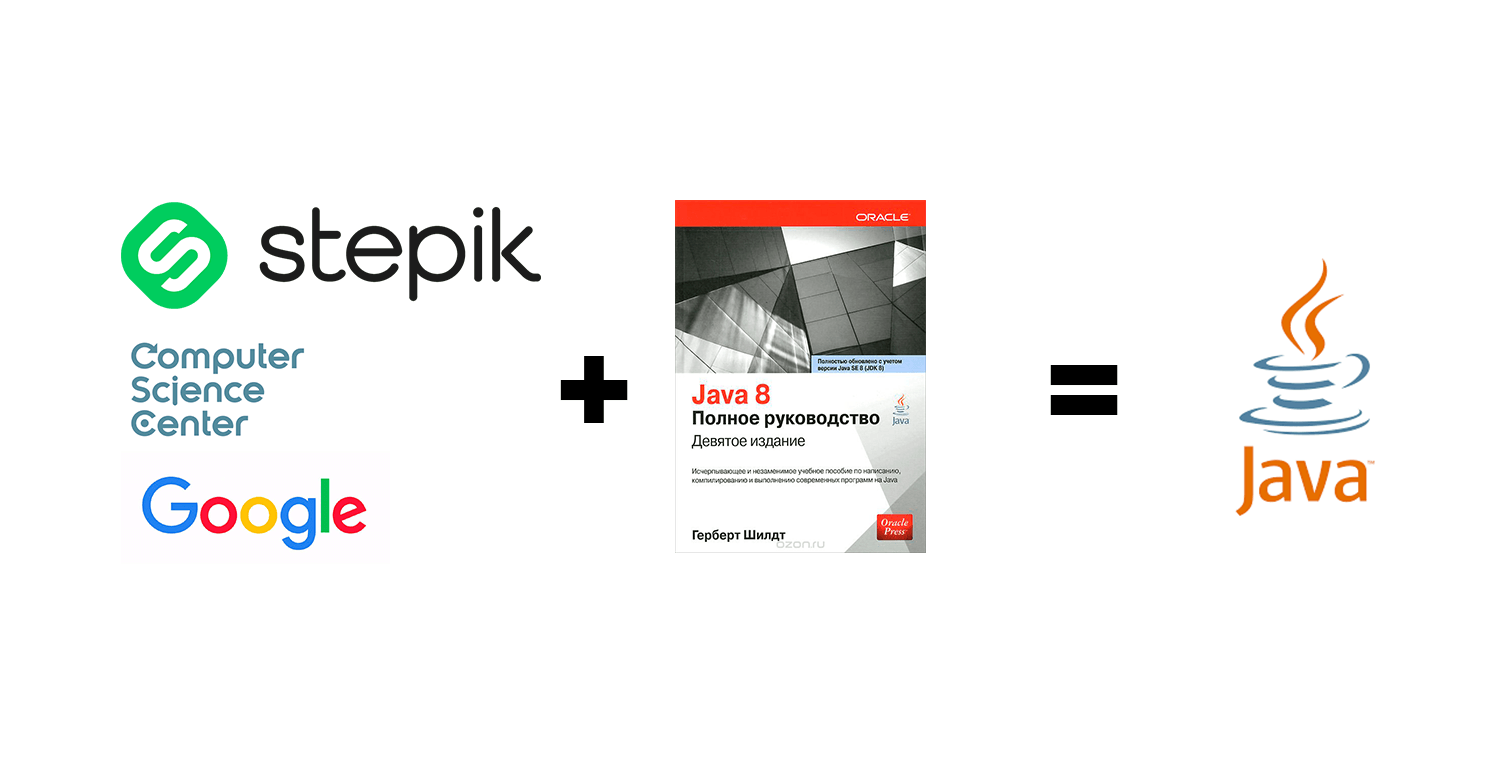 stepik
Computer
Science
Center
Google
+
ORACLE
Полностью обновлено с учетом
версии Java SE 8 (JDK 8)
Java 8
Полное руководство
Девятое издание
Java
Исчерпывающее и незаменимое учебное пособие по написанию,
компилированию и выполнению современных программ на Java
Oracle
Press
Герберт Шилдт
ozon.ru
=
Java™